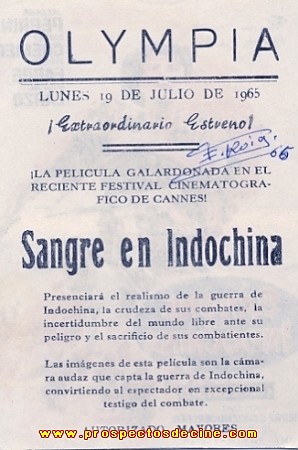 OLYMPIA
LUNES 19 DE JULIO DE 1965
¡Extraordinario Estreno!
65
¡LA PELICULA GALARDONADA EN EL
RECIENTE FESTIVAL CINEMATOGRA-
FICO DE CANNES!
Sangre en Indochina
Presenciará el realismo de la guerra de
Indochina, la crudeza de sus combates, la
incertidumbre del mundo libre ante su
peligro y el sacrificio de sus combatientes.
Las imágenes de esta película son la cáma-
ra audaz que capta la guerra de Indochina,
convirtiendo al espectador en excepcional
testigo del combate.
AUTORIZADO MAYORES
www.prospectosdecine.com